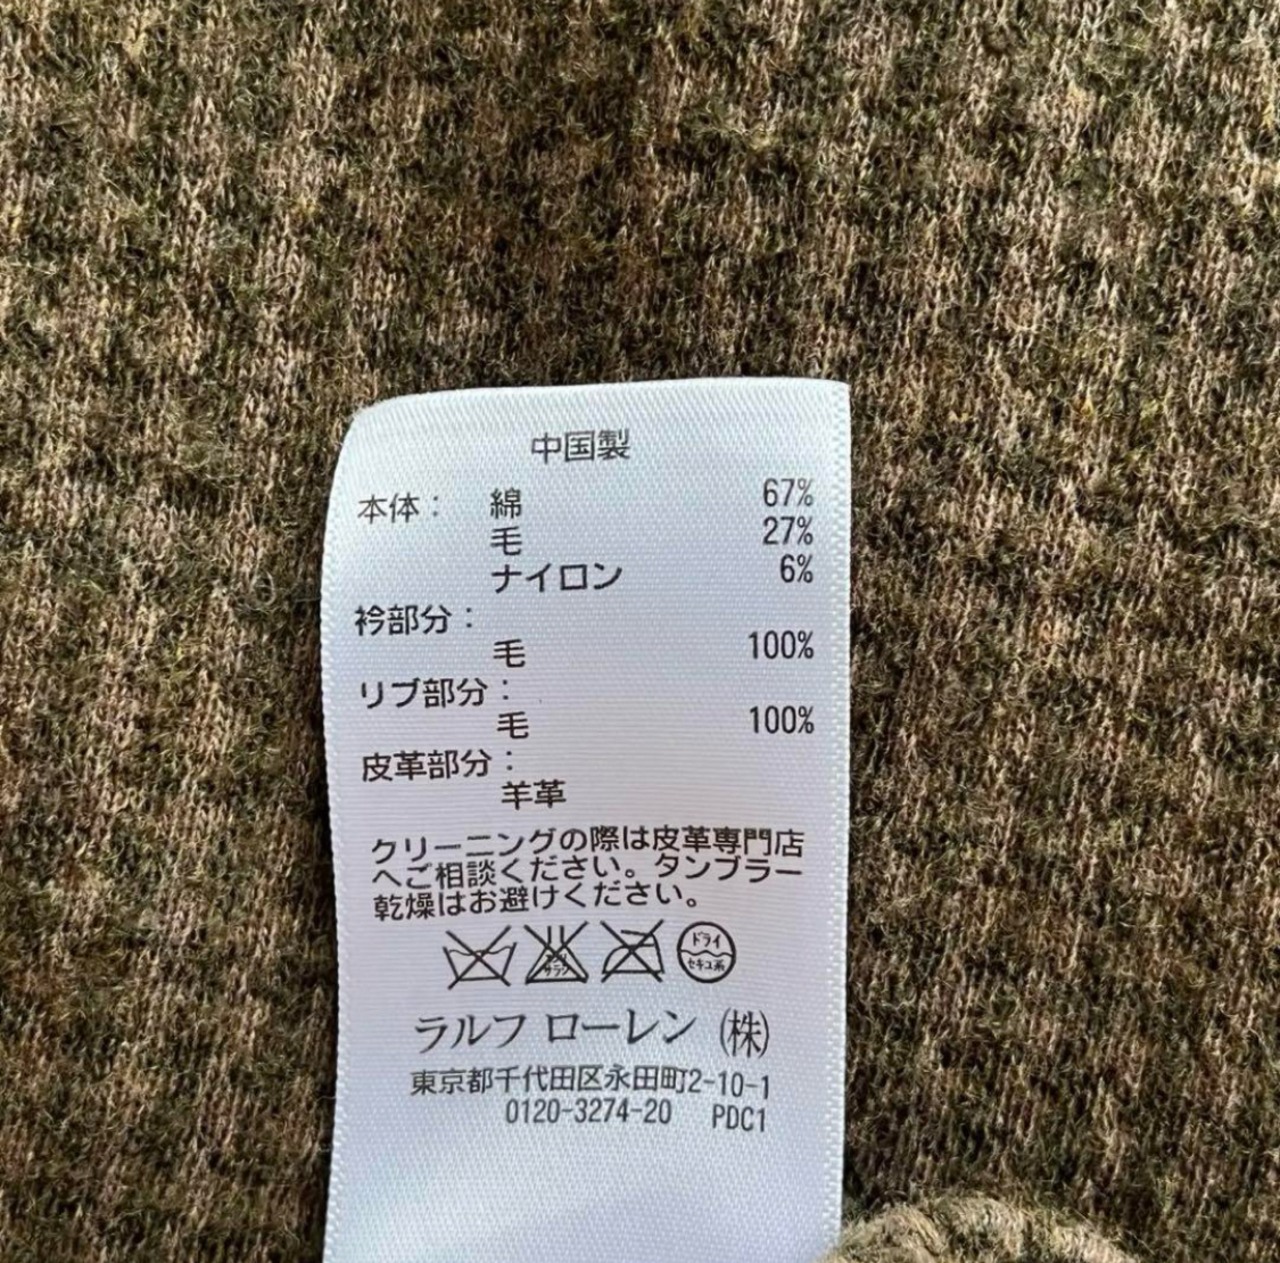 中国製
本体： 綿 67%
毛 27%
ナイロン 6%
衿部分：
毛 100%
リブ部分：
毛 100%
皮革部分：
羊革
クリーニングの際は皮革専門店
へご相談ください。タンブラー
乾燥はお避けください。
ドライ
セキユ系
ラルフ ローレン (株)
東京都千代田区永田町2-10-1
0120-3274-20 PDC1